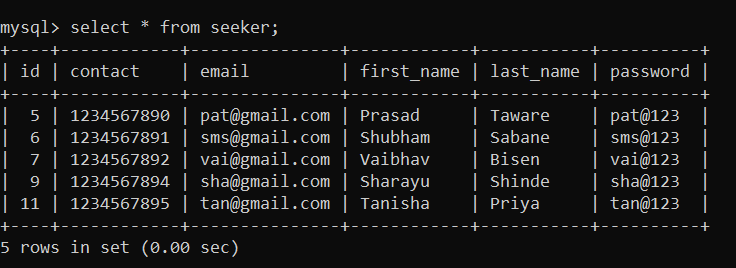 mysql> select * from seeker;
+----+------------+---------------+------------+-----------+----------+
| id | contact    | email         | first_name | last_name | password |
+----+------------+---------------+------------+-----------+----------+
|  5 | 1234567890 | pat@gmail.com | Prasad     | Taware    | pat@123  |
|  6 | 1234567891 | sms@gmail.com | Shubham    | Sabane    | sms@123  |
|  7 | 1234567892 | vai@gmail.com | Vaibhav    | Bisen     | vai@123  |
|  9 | 1234567894 | sha@gmail.com | Sharayu    | Shinde    | sha@123  |
| 11 | 1234567895 | tan@gmail.com | Tanisha    | Priya     | tan@123  |
+----+------------+---------------+------------+-----------+----------+
5 rows in set (0.00 sec)